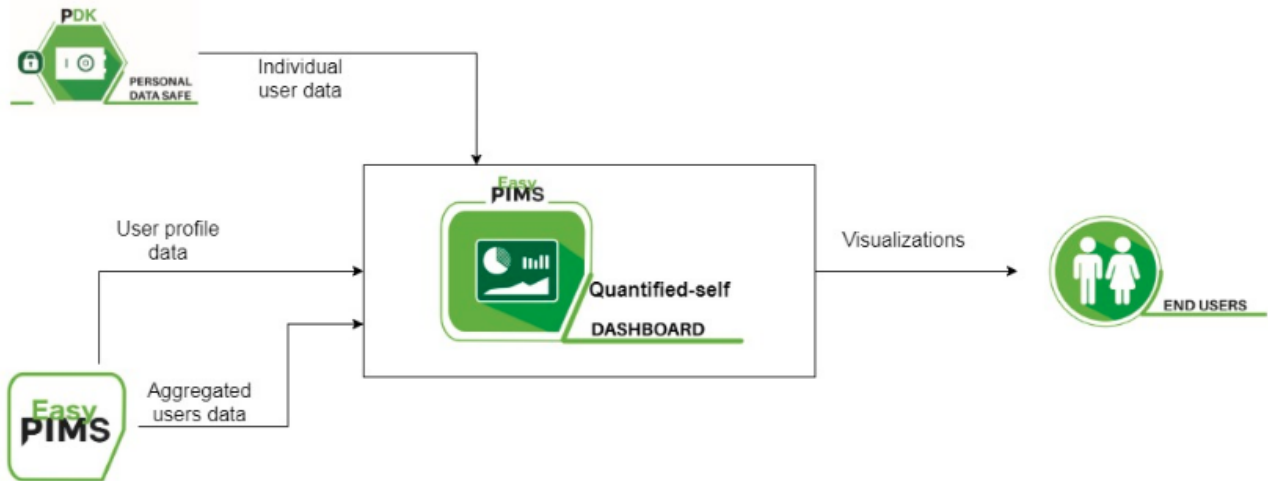 PDK
PERSONAL
DATA SAFE
Individual
user data
Easy
PIMS
Quantified-self
DASHBOARD
User profile
data
Visualizations
END USERS
Aggregated
users data
Easy
PIMS